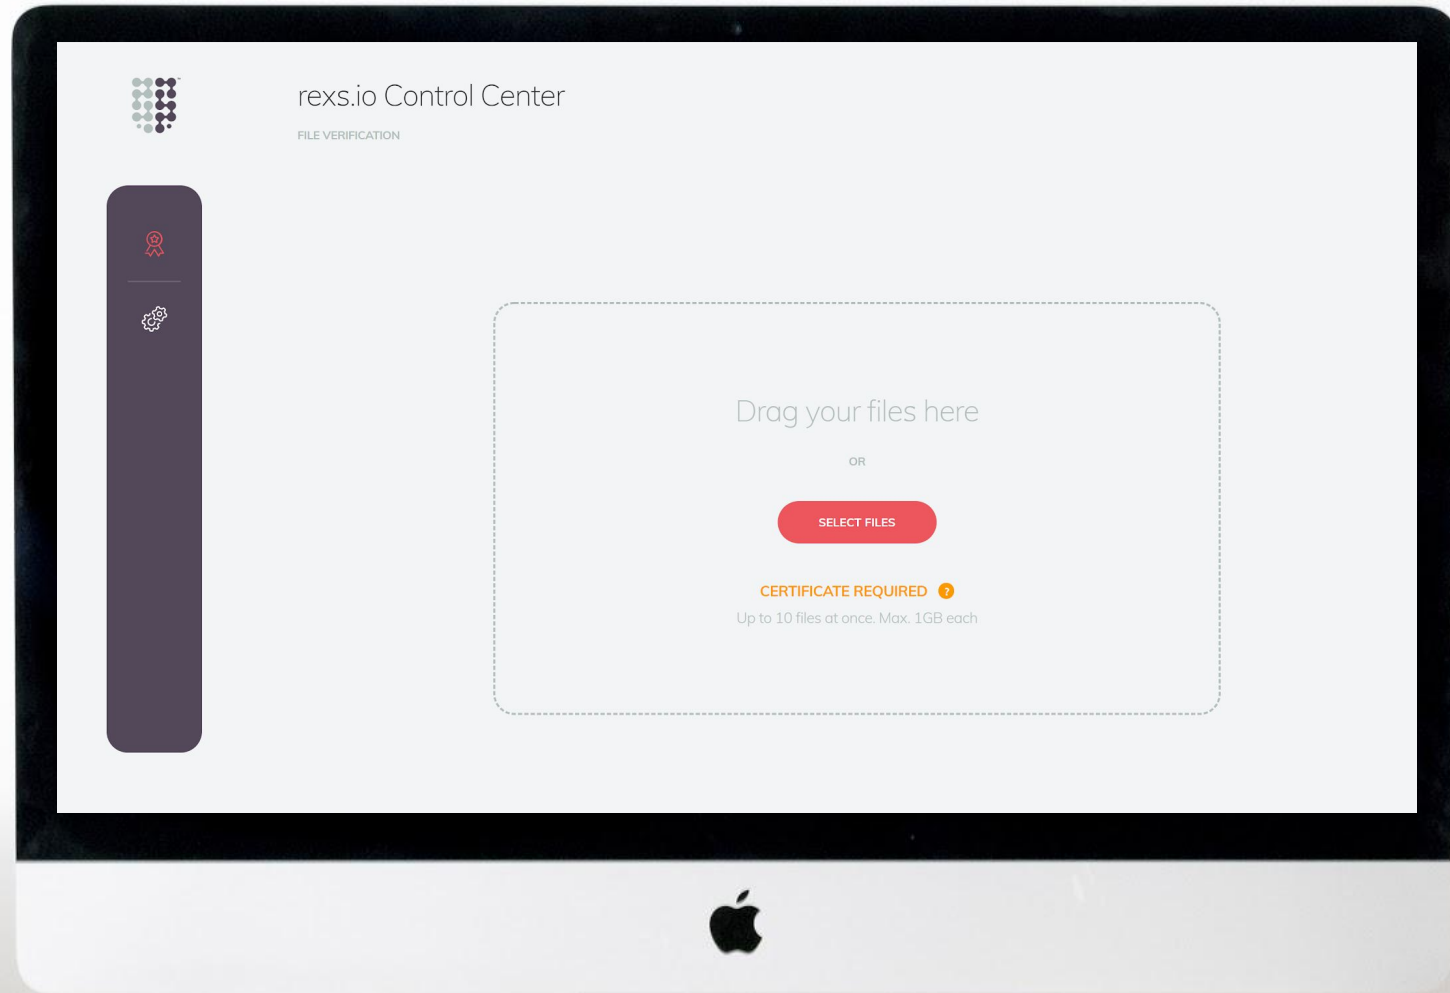 rexs.io Control Center
FILE VERIFICATION
Drag your files here
OR
SELECT FILES
CERTIFICATE REQUIRED ?
Up to 10 files at once. Max. 1GB each